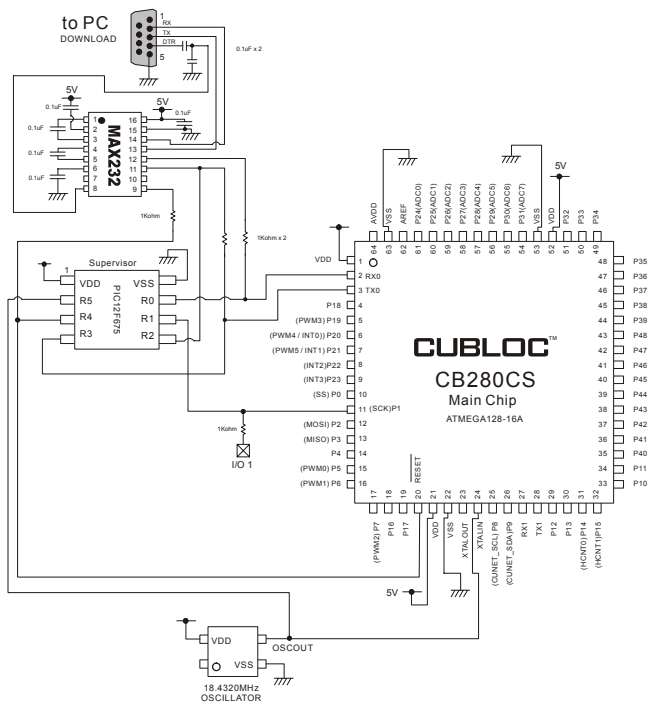 to PC
DOWNLOAD
1
RX
TX
DTR
5
0.1uF x 2
5V
0.1uF
0.1uF
0.1uF
0.1uF
5V
0.1uF
MAX232
1
2
3
4
5
6
7
8
16
15
14
13
12
11
10
9
1Kohm
1Kohm x 2
Supervisor
1
VDD
R5
R4
R3
PIC12F675
VSS
R0
R1
R2
1Kohm
I/O 1
5V
AVDD
VSS
AREF
P24(ADC0)
P25(ADC1)
P26(ADC2)
P27(ADC3)
P28(ADC4)
P29(ADC5)
P30(ADC6)
P31(ADC7)
VSS
VDD
P32
P33
P34
64
63
62
61
60
59
58
57
56
55
54
53
52
51
50
49
VDD 1
2 RX0
3 TX0
P18 4
(PWM3) P19 5
(PWM4 / INT0)) P20 6
(PWM5 / INT1) P21 7
(INT2)P22 8
(INT3)P23 9
(SS) P0 10
11 (SCK)P1
(MOSI) P2 12
(MISO) P3 13
P4 14
(PWM0) P5 15
(PWM1) P6 16
CUBLOC™
CB280CS
Main Chip
ATMEGA128-16A
48 P35
47 P36
46 P37
45 P38
44 P39
43 P48
42 P47
41 P46
40 P45
39 P44
38 P43
37 P42
36 P41
35 P40
34 P11
33 P10
RESET
17
18
19
20
21
22
23
24
25
26
27
28
29
30
31
32
(PWM2) P7
P16
P17
VDD
VSS
XTALOUT
XTALIN
(CUNET_SCL) P8
(CUNET_SDA)P9
RX1
TX1
P12
P13
(HCNT0) P14
(HCNT1)P15
5V
VDD
VSS
OSCOUT
18.4320MHz
OSCILLATOR